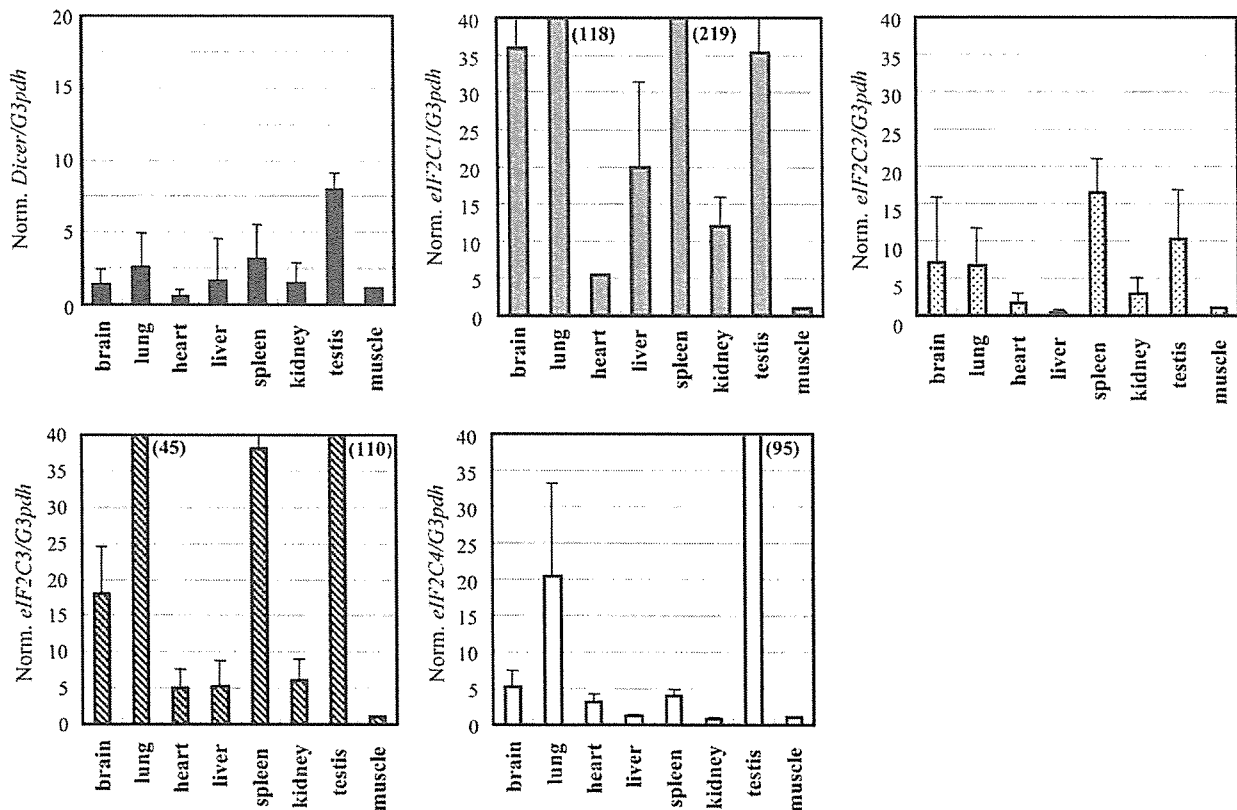 Norm. Dicer/G3pdh
20
15
10
5
0
brain
lung
heart
liver
spleen
kidney
testis
muscle
Norm. eIF2C1/G3pdh
40
35
30
25
20
15
10
5
0
(118)
(219)
brain
lung
heart
liver
spleen
kidney
testis
muscle
Norm. eIF2C2/G3pdh
40
35
30
25
20
15
10
5
0
brain
lung
heart
liver
spleen
kidney
testis
muscle
Norm. eIF2C3/G3pdh
40
35
30
25
20
15
10
5
0
(45)
(110)
brain
lung
heart
liver
spleen
kidney
testis
muscle
Norm. eIF2C4/G3pdh
40
35
30
25
20
15
10
5
0
(95)
brain
lung
heart
liver
spleen
kidney
testis
muscle